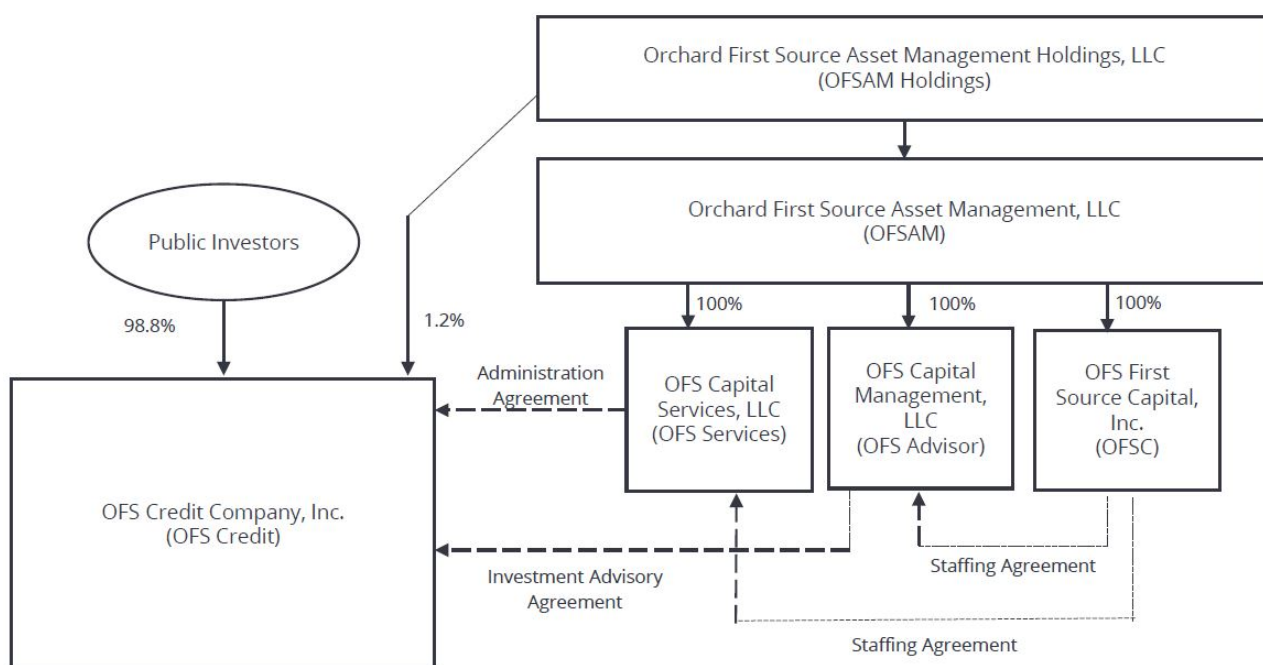 Orchard First Source Asset Management Holdings, LLC
(OFSAM Holdings)
Orchard First Source Asset Management, LLC
(OFSAM)
Public Investors
98.8%
1.2%
100%
100%
100%
Administration
Agreement
OFS Capital
Services, LLC
(OFS Services)
OFS Capital
Management,
LLC
(OFS Advisor)
OFS First
Source Capital,
Inc.
(OFSC)
OFS Credit Company, Inc.
(OFS Credit)
Investment Advisory
Agreement
Staffing Agreement
Staffing Agreement